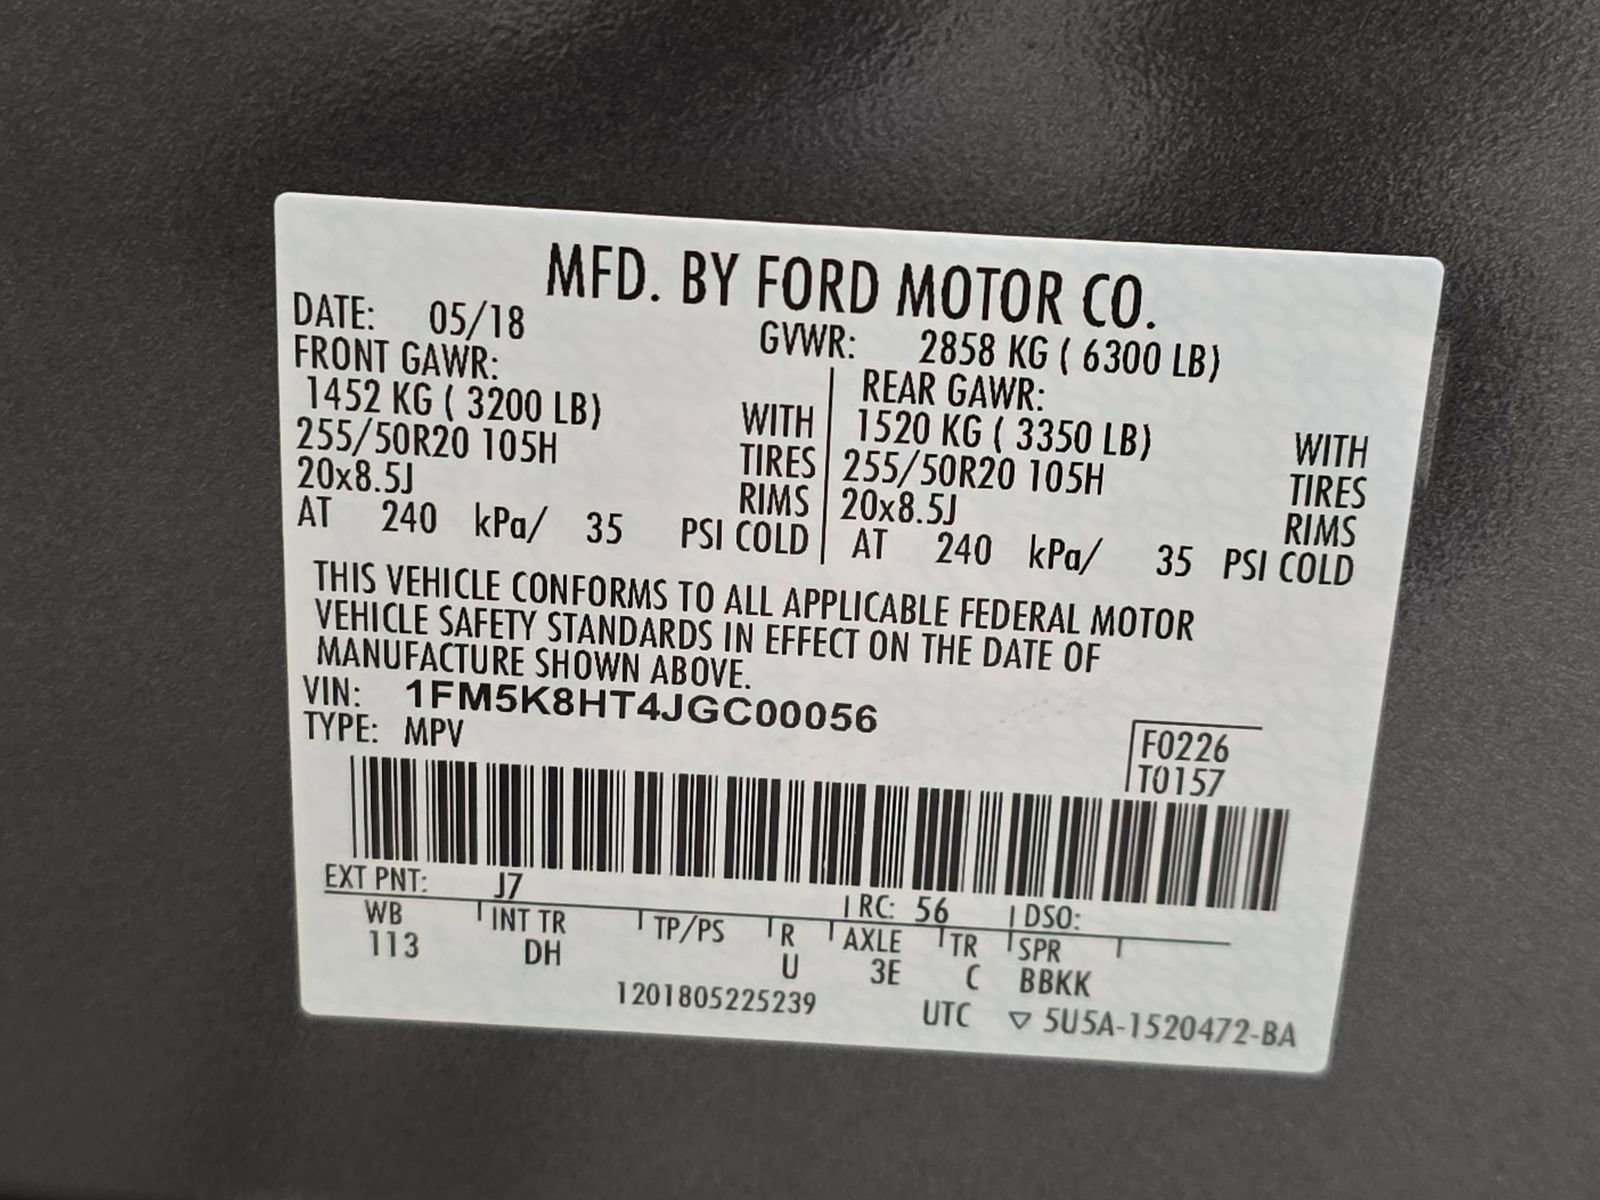 MFD. BY FORD MOTOR CO.
DATE: 05/18 GVWR: 2858 KG ( 6300 LB)
FRONT GAWR: REAR GAWR:
1452 KG ( 3200 LB) WITH 1520 KG ( 3350 LB) WITH
255/50R20 105H TIRES 255/50R20 105H TIRES
20x8.5J RIMS 20x8.5J RIMS
AT 240 kPa/ 35 PSI COLD AT 240 kPa/ 35 PSI COLD
THIS VEHICLE CONFORMS TO ALL APPLICABLE FEDERAL MOTOR
VEHICLE SAFETY STANDARDS IN EFFECT ON THE DATE OF
MANUFACTURE SHOWN ABOVE.
VIN: 1FM5K8HT4JGC00056
TYPE: MPV
F0226
T0157
EXT PNT: J7 RC: 56 DSO:
WB INT TR TP/PS R AXLE TR SPR
113 DH U 3E C BBKK
1201805225239 UTC ▽ 5U5A-1520472-BA